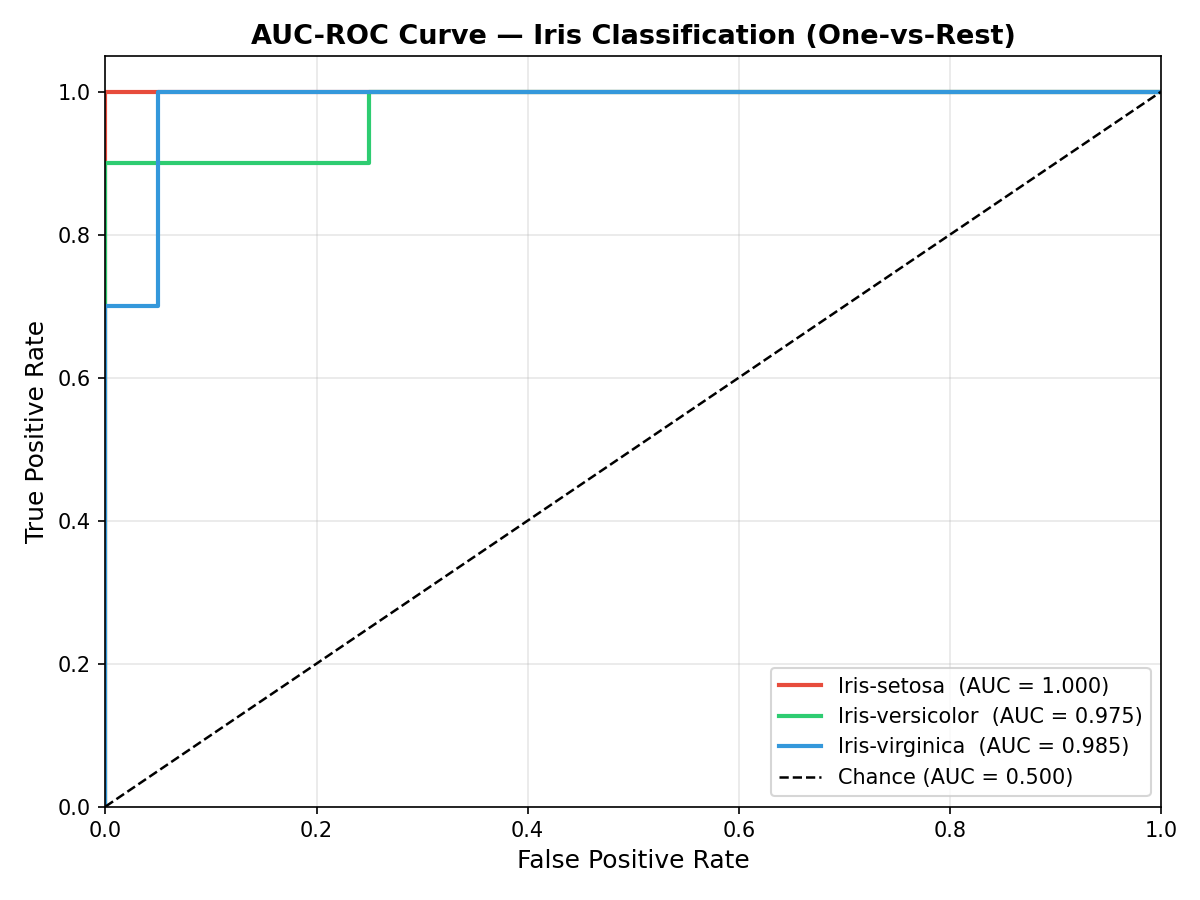 AUC-ROC Curve — Iris Classification (One-vs-Rest)
True Positive Rate
1.0
0.8
0.6
0.4
0.2
0.0
0.0 0.2 0.4 0.6 0.8 1.0
False Positive Rate
Iris-setosa (AUC = 1.000)
Iris-versicolor (AUC = 0.975)
Iris-virginica (AUC = 0.985)
Chance (AUC = 0.500)